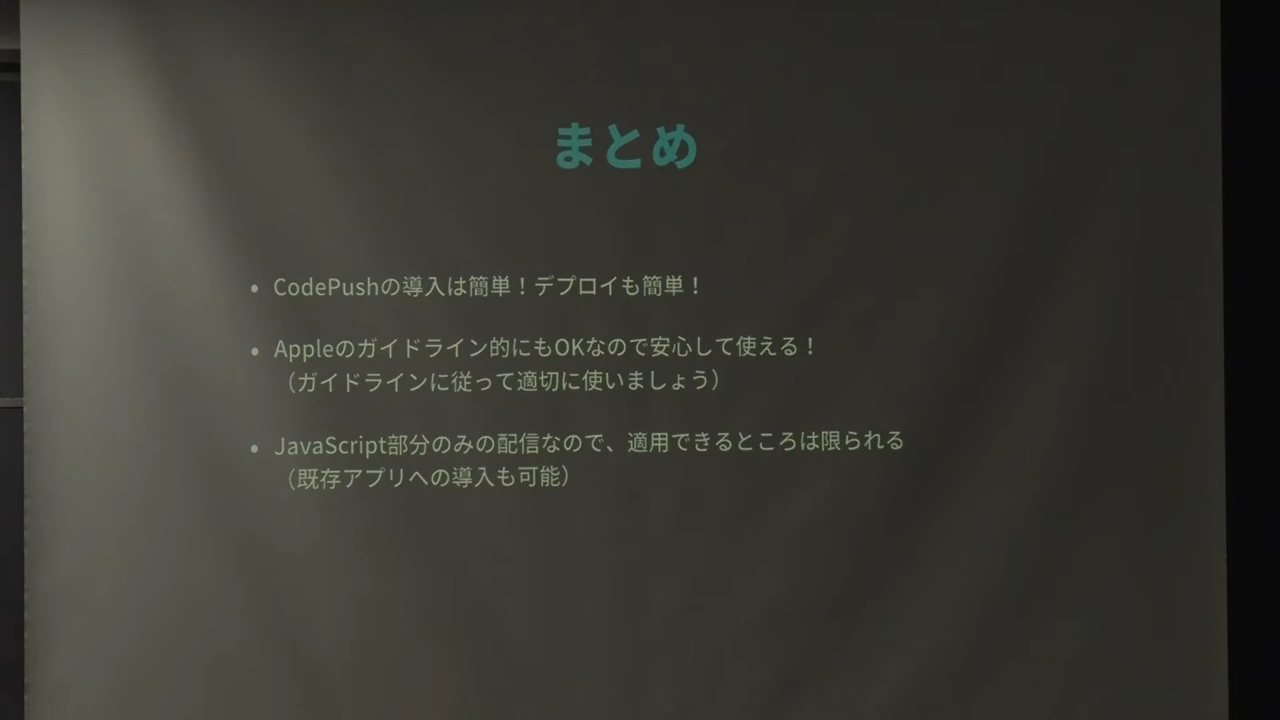 まとめ
• CodePushの導入は簡単！デプロイも簡単！
• Appleのガイドライン的にもOKなので安心して使える！
（ガイドラインに従って適切に使いましょう）
• JavaScript部分のみの配信なので、適用できるところは限られる
（既存アプリへの導入も可能）